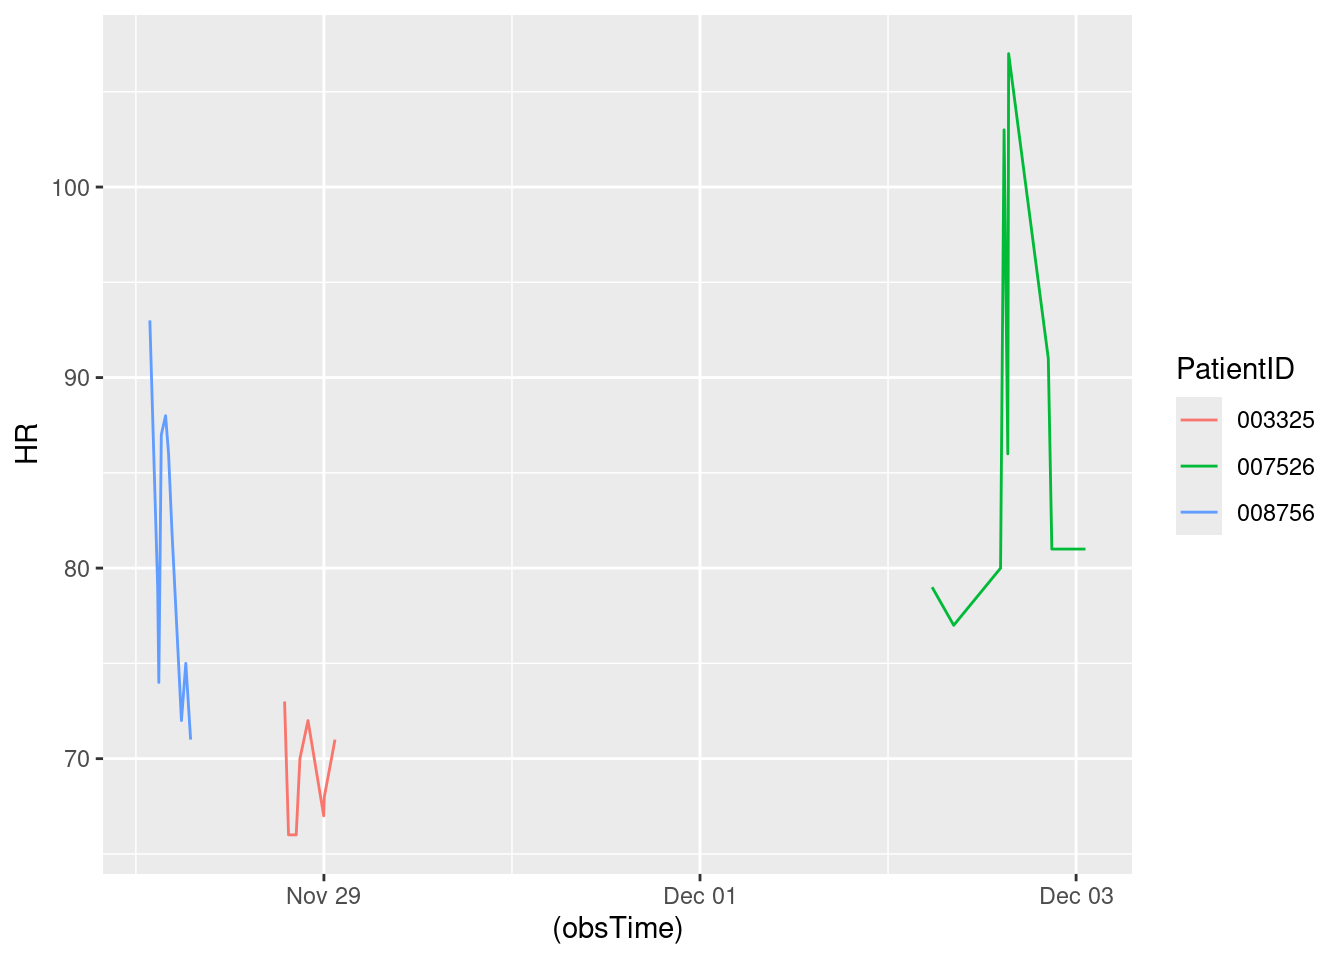 100
90
80
70
HR
Nov 29
Dec 01
Dec 03
(obsTime)
PatientID
003325
007526
008756